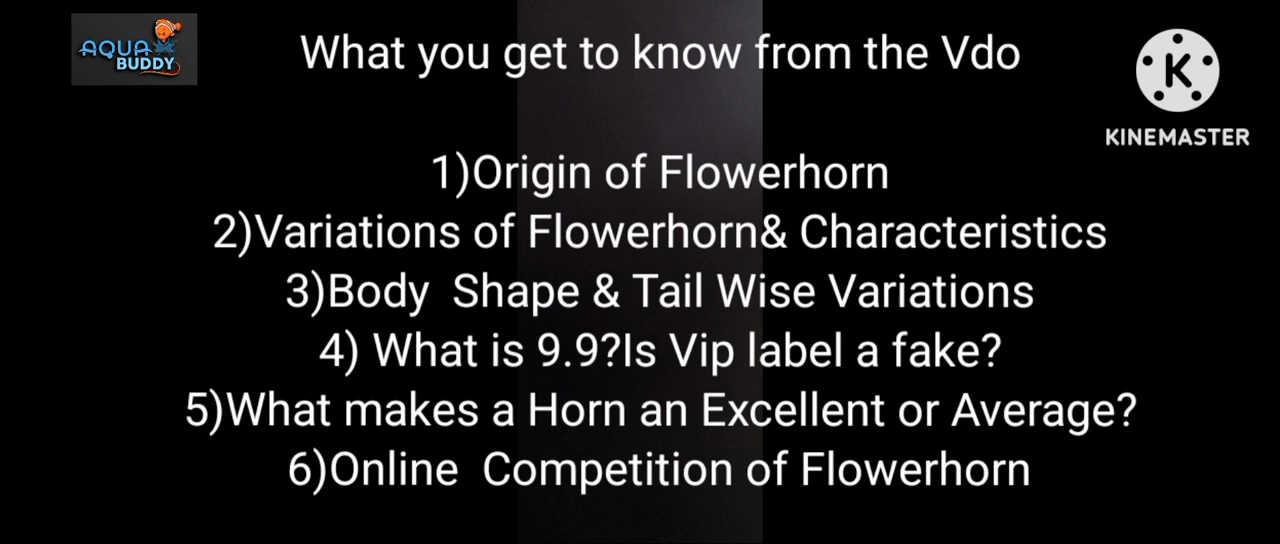 AQUA
BUDDY
What you get to know from the Vdo
KINEMASTER
1)Origin of Flowerhorn
2)Variations of Flowerhorn& Characteristics
3)Body  Shape & Tail Wise Variations
4) What is 9.9?Is Vip label a fake?
5)What makes a Horn an Excellent or Average?
6)Online  Competition of Flowerhorn